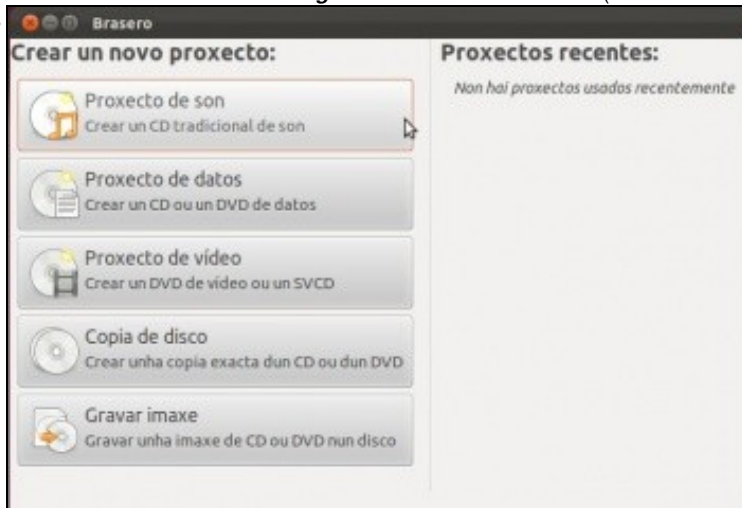 Brasero
Crear un novo proxecto:
Proxecto de son
Crear un CD tradicional de son
Proxecto de datos
Crear un CD ou un DVD de datos
Proxecto de vídeo
Crear un DVD de vídeo ou un SVCD
Copia de disco
Crear unha copia exacta dun CD ou dun DVD
Gravar imaxe
Gravar unha imaxe de CD ou DVD nun disco
Proxectos recentes:
Non hai proxectos usados recentemente